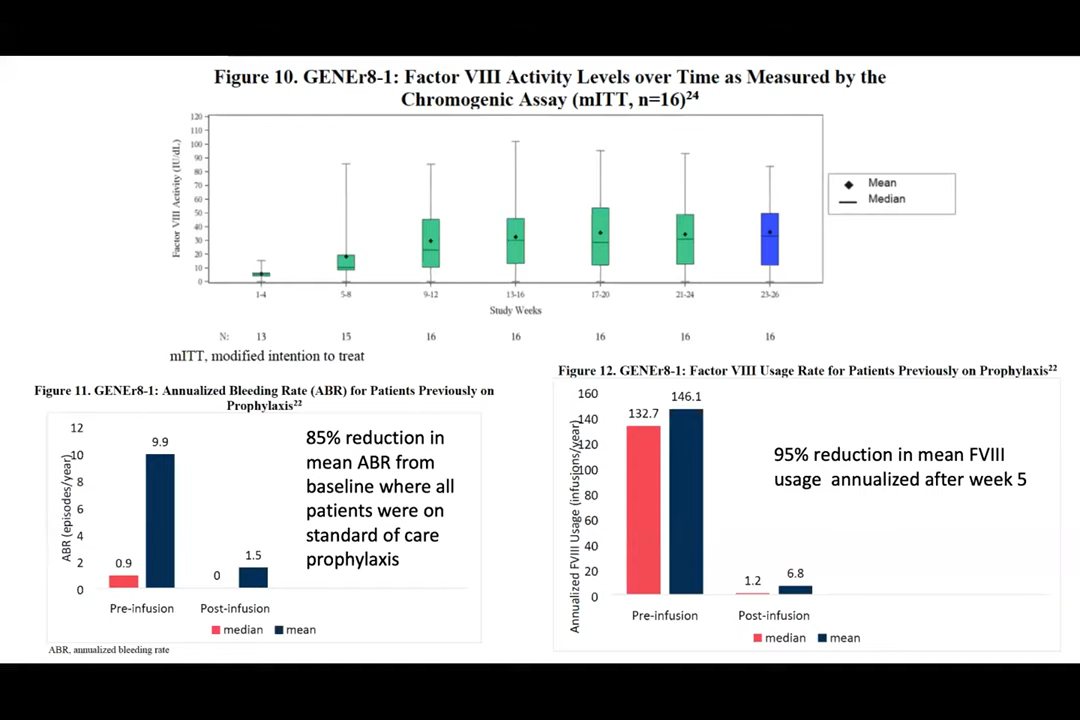 Figure 10. GENEr8-1: Factor VIII Activity Levels over Time as Measured by the
Chromogenic Assay (mITT, n=16)24
Factor VIII Activity (IU/dL)
120
110
100
90
80
70
60
50
40
30
20
10
0
Mean
Median
1-4 5-8 9-12 13-16 17-20 21-24 23-26
Study Weeks
N: 13 15 16 16 16 16 16
mITT, modified intention to treat
Figure 11. GENEr8-1: Annualized Bleeding Rate (ABR) for Patients Previously on
Prophylaxis22
ABR (episodes/year)
12
10
8
6
4
2
0
0.9
9.9
0
1.5
Pre-infusion Post-infusion
median mean
85% reduction in
mean ABR from
baseline where all
patients were on
standard of care
prophylaxis
ABR, annualized bleeding rate
Figure 12. GENEr8-1: Factor VIII Usage Rate for Patients Previously on Prophylaxis22
Annualized FVIII Usage (infusions/year)
160
140
120
100
80
60
40
20
0
132.7
146.1
1.2
6.8
Pre-infusion Post-infusion
median mean
95% reduction in mean FVIII
usage annualized after week 5